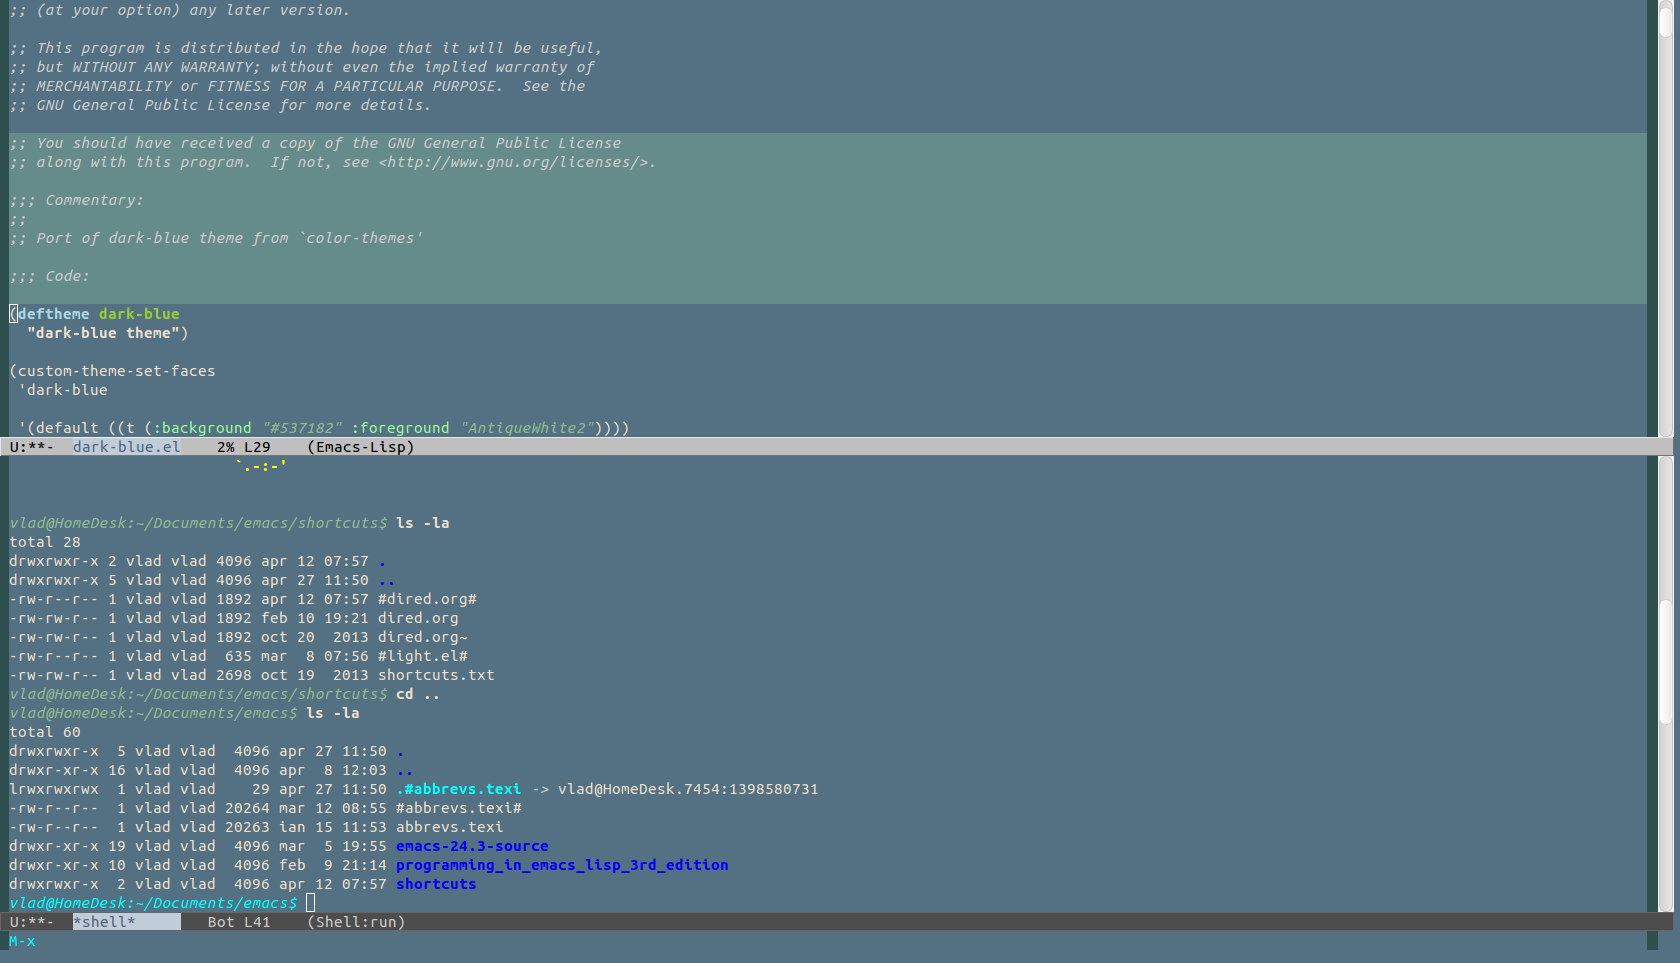 ;; (at your option) any later version.

;; This program is distributed in the hope that it will be useful,
;; but WITHOUT ANY WARRANTY; without even the implied warranty of
;; MERCHANTABILITY or FITNESS FOR A PARTICULAR PURPOSE.  See the
;; GNU General Public License for more details.

;; You should have received a copy of the GNU General Public License
;; along with this program.  If not, see <http://www.gnu.org/licenses/>.

;;; Commentary:
;;
;; Port of dark-blue theme from `color-themes'

;;; Code:

(deftheme dark-blue
  "dark-blue theme")

(custom-theme-set-faces
 'dark-blue

 '(default ((t (:background "#537182" :foreground "AntiqueWhite2"))))
U:**-  dark-blue.el    2% L29    (Emacs-Lisp)
                         `.-:-'

vlad@HomeDesk:~/Documents/emacs/shortcuts$ ls -la
total 28
drwxrwxr-x 2 vlad vlad 4096 apr 12 07:57 .
drwxrwxr-x 5 vlad vlad 4096 apr 27 11:50 ..
-rw-r--r-- 1 vlad vlad 1892 apr 12 07:57 #dired.org#
-rw-rw-r-- 1 vlad vlad 1892 feb 10 19:21 dired.org
-rw-rw-r-- 1 vlad vlad 1892 oct 20  2013 dired.org~
-rw-r--r-- 1 vlad vlad  635 mar  8 07:56 #light.el#
-rw-rw-r-- 1 vlad vlad 2698 oct 19  2013 shortcuts.txt
vlad@HomeDesk:~/Documents/emacs/shortcuts$ cd ..
vlad@HomeDesk:~/Documents/emacs$ ls -la
total 60
drwxrwxr-x  5 vlad vlad  4096 apr 27 11:50 .
drwxr-xr-x 16 vlad vlad  4096 apr  8 12:03 ..
lrwxrwxrwx  1 vlad vlad    29 apr 27 11:50 .#abbrevs.texi -> vlad@HomeDesk.7454:1398580731
-rw-r--r--  1 vlad vlad 20264 mar 12 08:55 #abbrevs.texi#
-rw-r--r--  1 vlad vlad 20263 ian 15 11:53 abbrevs.texi
drwxr-xr-x 19 vlad vlad  4096 mar  5 19:55 emacs-24.3-source
drwxr-xr-x 10 vlad vlad  4096 feb  9 21:14 programming_in_emacs_lisp_3rd_edition
drwxrwxr-x  2 vlad vlad  4096 apr 12 07:57 shortcuts
vlad@HomeDesk:~/Documents/emacs$
U:**-  *shell*        Bot L41    (Shell:run)
M-x